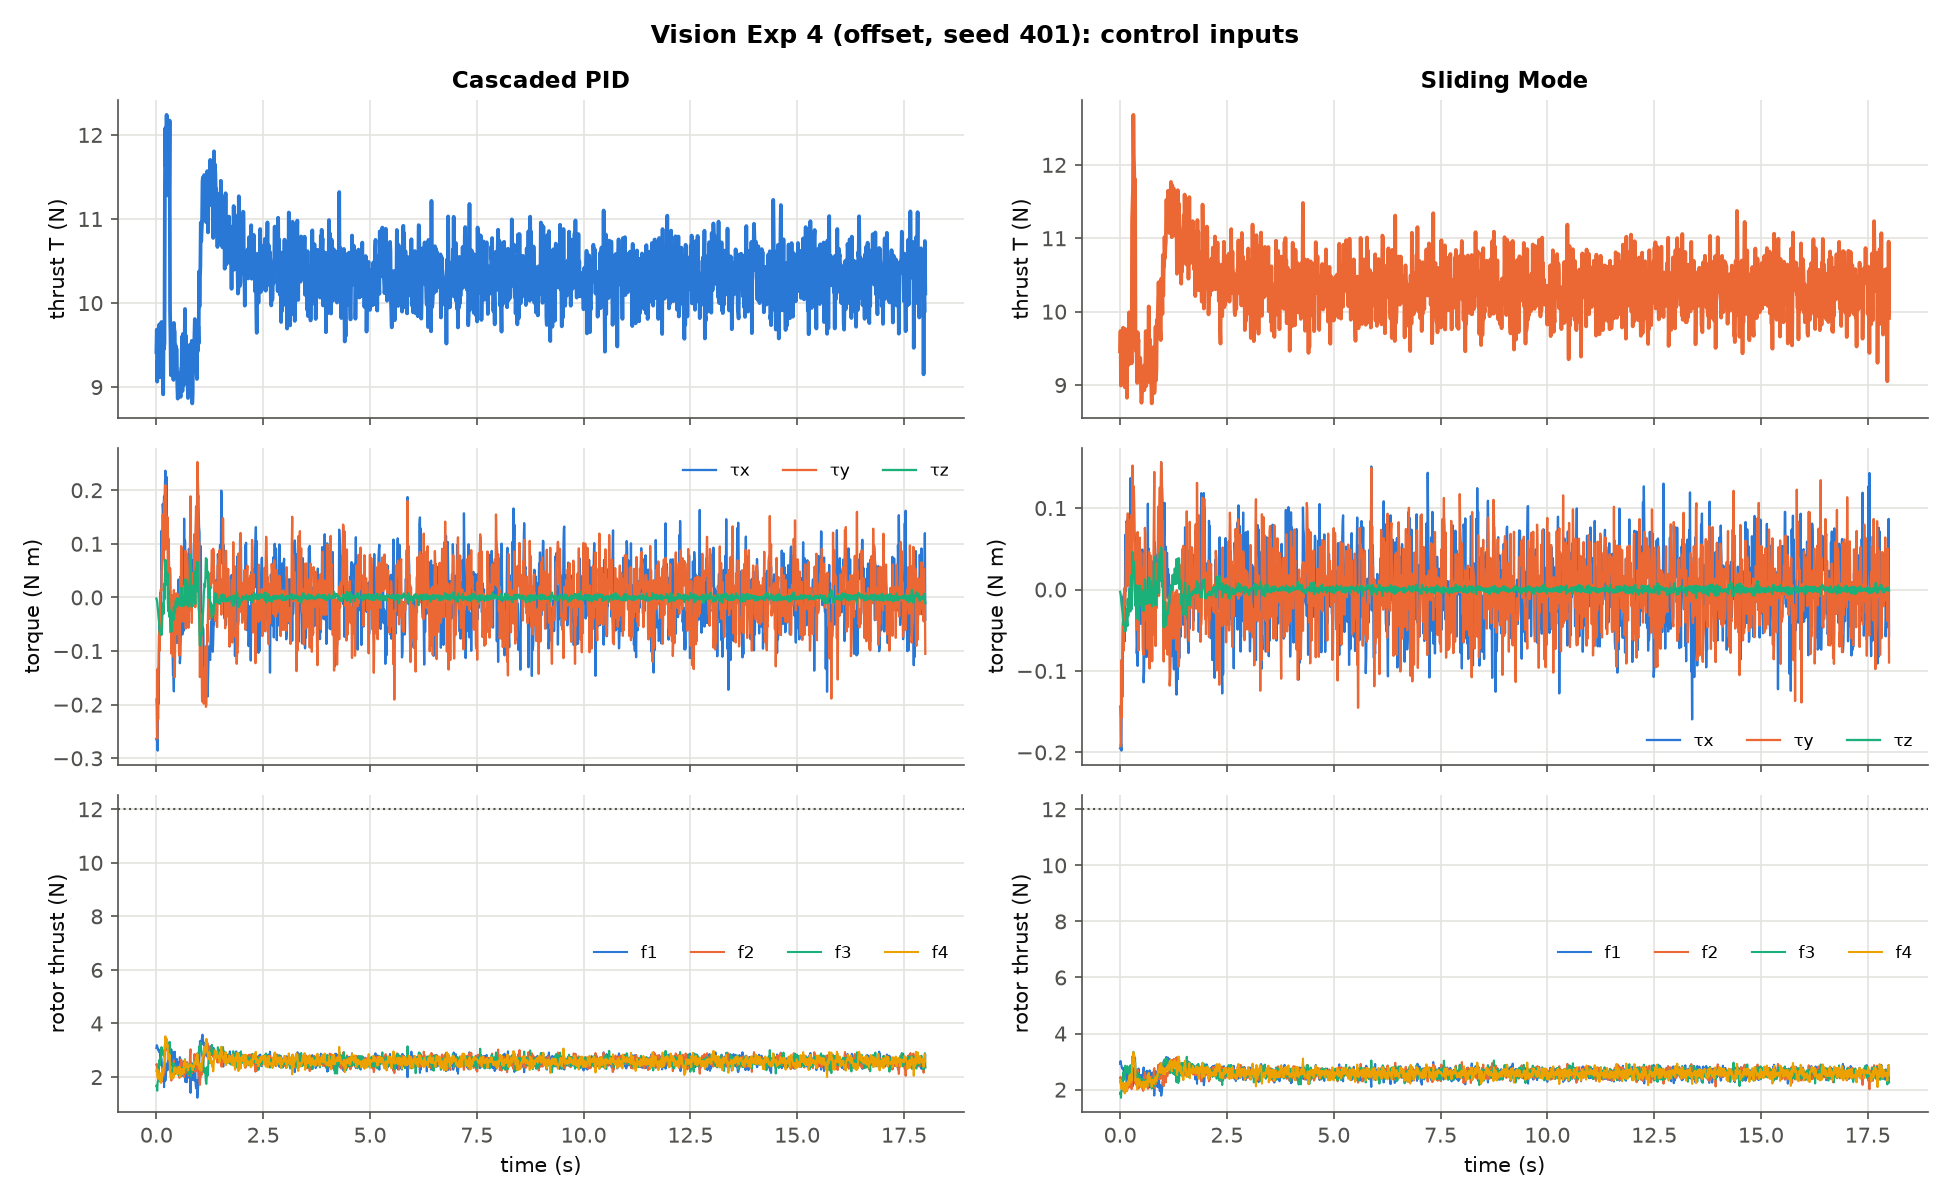 Vision Exp 4 (offset, seed 401): control inputs
Cascaded PID
Sliding Mode
thrust T (N)
12
11
10
9
thrust T (N)
12
11
10
9
torque (N m)
0.2
0.1
0.0
−0.1
−0.2
−0.3
τx τy τz
torque (N m)
0.1
0.0
−0.1
−0.2
τx τy τz
rotor thrust (N)
12
10
8
6
4
2
f1 f2 f3 f4
0.0 2.5 5.0 7.5 10.0 12.5 15.0 17.5
time (s)
rotor thrust (N)
12
10
8
6
4
2
f1 f2 f3 f4
0.0 2.5 5.0 7.5 10.0 12.5 15.0 17.5
time (s)